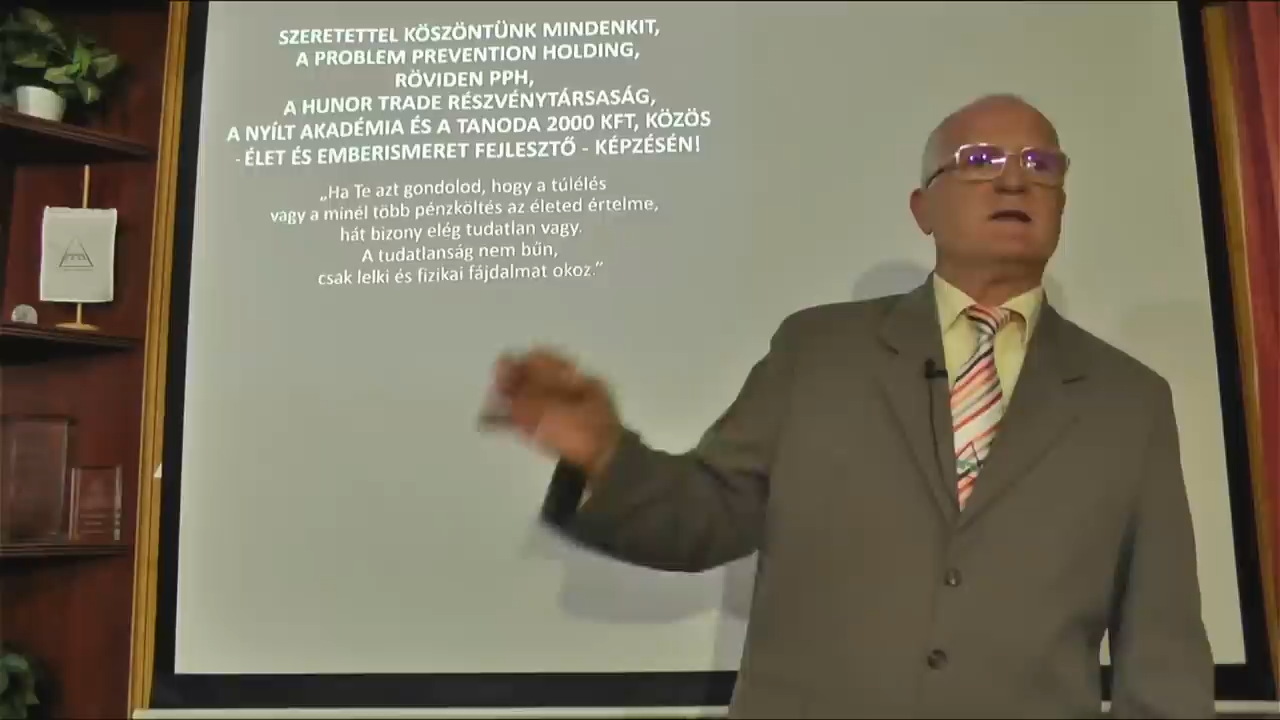 SZERETETTEL KÖSZÖNTÜNK MINDENKIT,
A PROBLEM PREVENTION HOLDING,
RÖVIDEN PPH,
A HUNOR TRADE RÉSZVÉNYTÁRSASÁG,
A NYÍLT AKADÉMIA ÉS A TANODA 2000 KFT, KÖZÖS
- ÉLET ÉS EMBERISMERET FEJLESZTŐ - KÉPZÉSÉN!
„Ha Te azt gondolod, hogy a túlélés
vagy a minél több pénzköltés az életed értelme,
hát bizony elég tudatlan vagy.
A tudatlanság nem bűn,
csak lelki és fizikai fájdalmat okoz.”